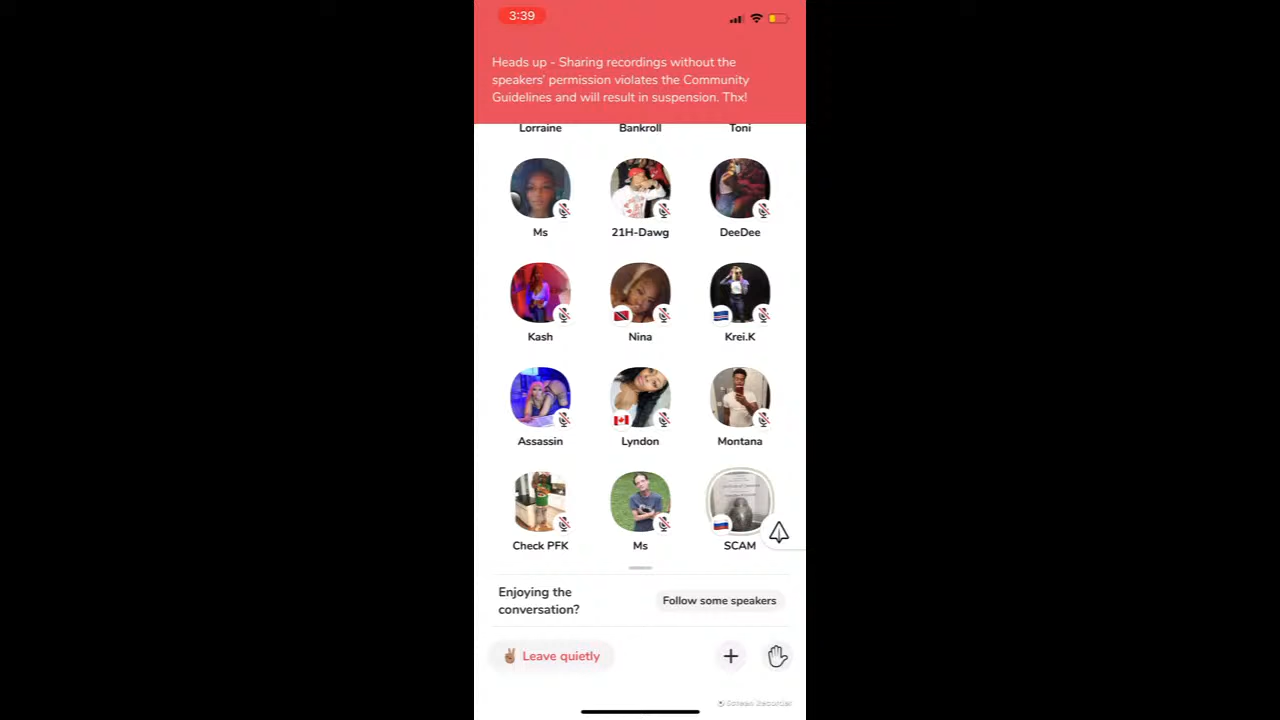 3:39
Heads up - Sharing recordings without the
speakers' permission violates the Community
Guidelines and will result in suspension. Thx!
Lorraine Bankroll Toni
Ms 21H-Dawg DeeDee
Kash Nina Krei.K
Assassin Lyndon Montana
Check PFK Ms SCAM
Enjoying the
conversation?
Follow some speakers
Leave quietly
Screen Recorder